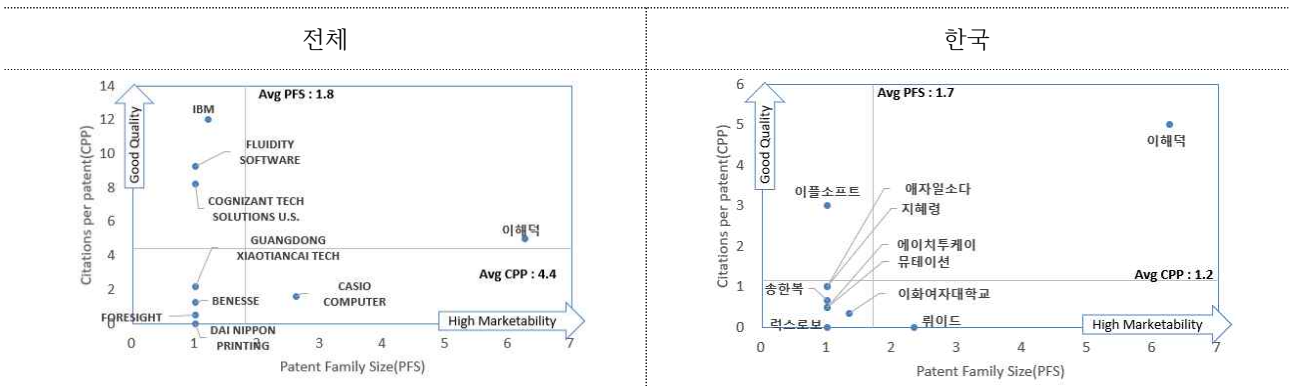 전체
한국
14
12
10
8
6
4
2
0
Citations per patent(CPP)
Good Quality
Avg PFS : 1.8
IBM
FLUIDITY
SOFTWARE
COGNIZANT TECH
SOLUTIONS U.S.
GUANGDONG
XIAOTIANCAI TECH
이해덕
Avg CPP : 4.4
BENESSE
CASIO
COMPUTER
FORESIGHT
DAI NIPPON
PRINTING
High Marketability
0 1 2 3 4 5 6 7
Patent Family Size(PFS)
6
5
4
3
2
1
0
Citations per patent(CPP)
Good Quality
Avg PFS : 1.7
이해덕
이플소프트
애자일소다
지혜령
에이치투케이
뮤테이션
Avg CPP : 1.2
송한복
이화여자대학교
럭스로보
뤼이드
High Marketability
0 1 2 3 4 5 6 7
Patent Family Size(PFS)